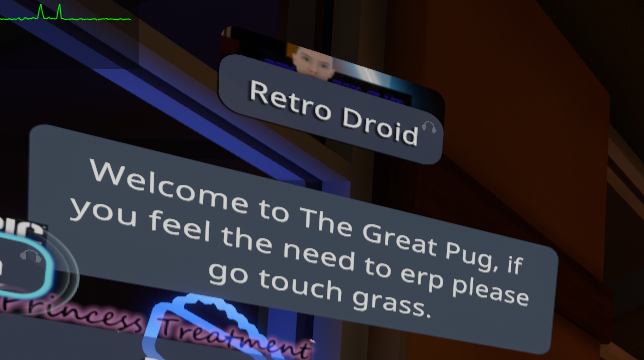 Retro Droid
Welcome to The Great Pug, if
you feel the need to erp please
go touch grass.
Princess Treatment